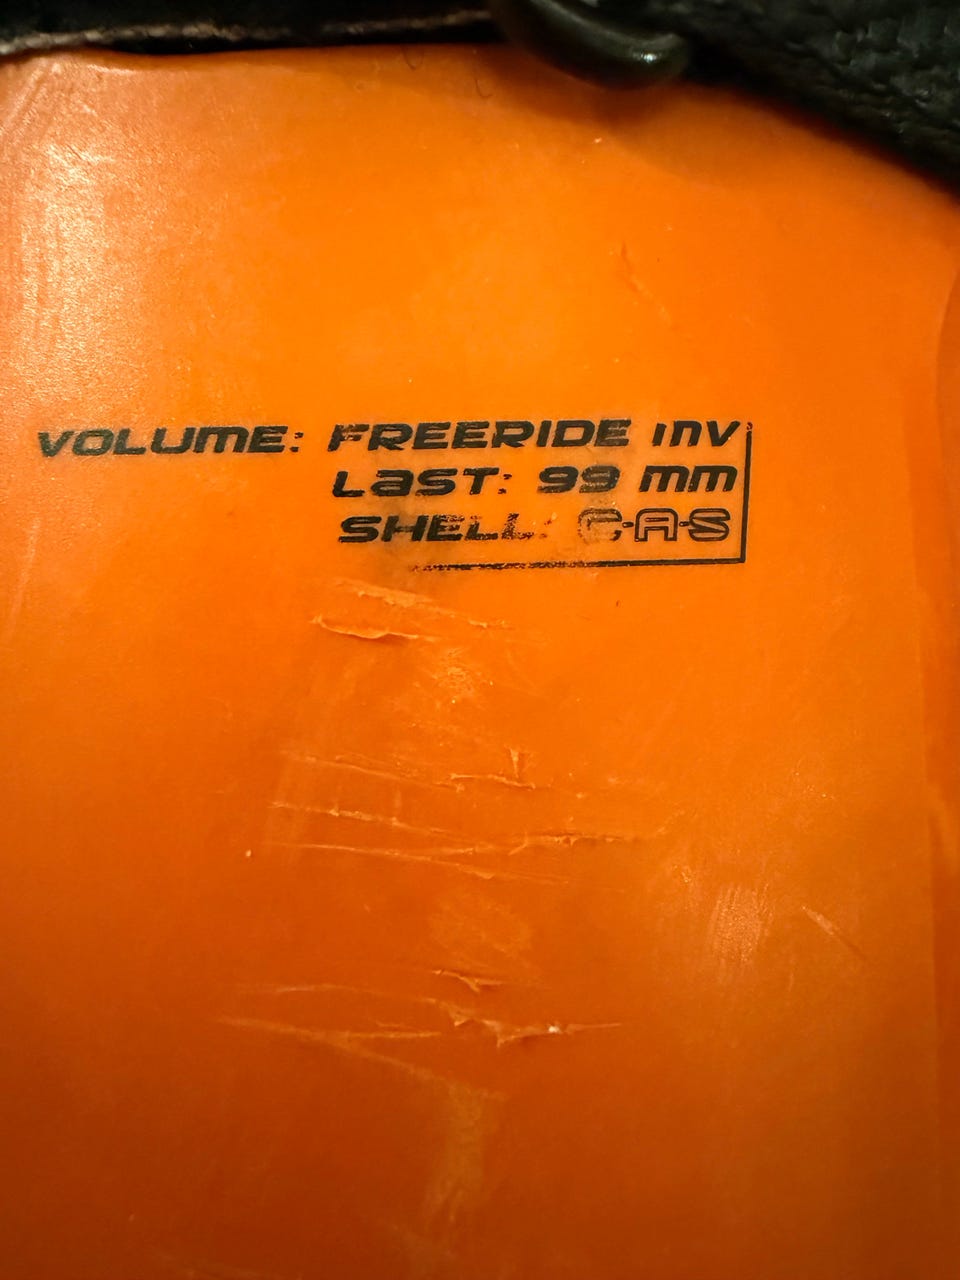 VOLUME: FREERIDE INV
LAST: 99 mm
SHELL: C-A-S